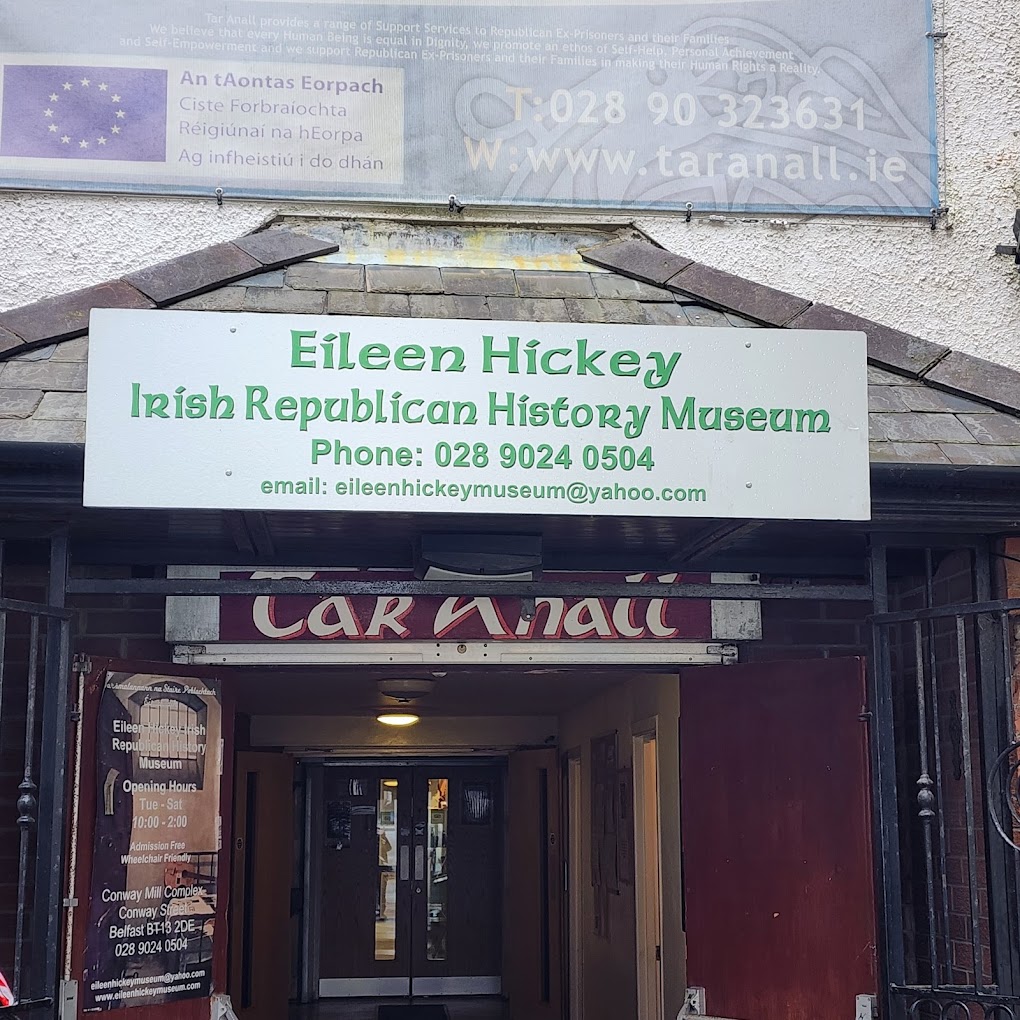 Tar Anall provides a range of Support Services to Republican Ex-Prisoners and their Families
We believe that every Human Being is equal in Dignity, we promote an ethos of Self-Help, Personal Achievement
and Self-Empowerment and we support Republican Ex-Prisoners and their Families in making their Human Rights a Reality.
An tAontas Eorpach
Ciste Forbraíochta
Réigiúnaí na hEorpa
Ag infheistiú i do dhán
T:028 90 323631
W:www.taranall.ie
Eileen Hickey
Irish Republican History Museum
Phone: 028 9024 0504
email: eileenhickeymuseum@yahoo.com
Tar Anall
na Staire
Eileen Hickey Irish
Republican History
Museum
Opening Hours
Tue - Sat
10:00 - 2:00
Admission Free
Wheelchair Friendly
Conway Mill Complex
Conway Street
Belfast BT13 2DE
028 9024 0504
eileenhickeymuseum@yahoo.com
www.eileenhickeymuseum.com